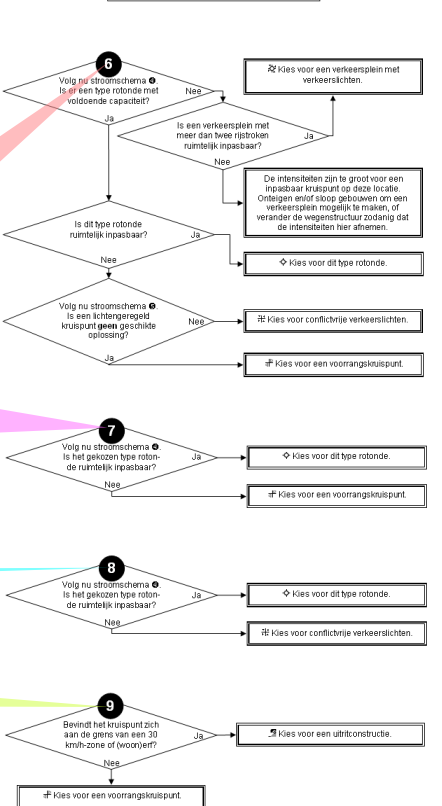 6
Volg nu stroomschema ❹.
Is er een type rotonde met
voldoende capaciteit?
Nee
Ja
Kies voor een verkeersplein met
verkeerslichten.
Is een verkeersplein met
meer dan twee rijstroken
ruimtelijk inpasbaar?
Ja
Nee
De intensiteiten zijn te groot voor een
inpasbaar kruispunt op deze locatie.
Onteigen en/of sloop gebouwen om een
verkeersplein mogelijk te maken, of
verander de wegenstructuur zodanig dat
de intensiteiten hier afnemen.
Is dit type rotonde
ruimtelijk inpasbaar?
Ja
Nee
Kies voor dit type rotonde.
Volg nu stroomschema ❺.
Is een lichtengeregeld
kruispunt geen geschikte
oplossing?
Nee
Ja
Kies voor conflictvrije verkeerslichten.
Kies voor een voorrangskruispunt.
7
Volg nu stroomschema ❹.
Is het gekozen type roton-
de ruimtelijk inpasbaar?
Ja
Nee
Kies voor dit type rotonde.
Kies voor een voorrangskruispunt.
8
Volg nu stroomschema ❹.
Is het gekozen type roton-
de ruimtelijk inpasbaar?
Ja
Nee
Kies voor dit type rotonde.
Kies voor conflictvrije verkeerslichten.
9
Bevindt het kruispunt zich
aan de grens van een 30
km/h-zone of (woon)erf?
Ja
Nee
Kies voor een uitritconstructie.
Kies voor een voorrangskruispunt.